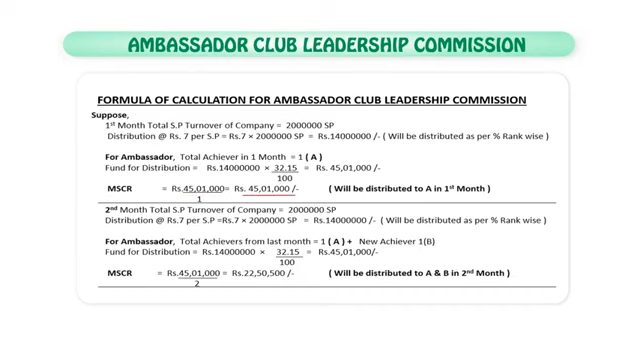 AMBASSADOR CLUB LEADERSHIP COMMISSION
FORMULA OF CALCULATION FOR AMBASSADOR CLUB LEADERSHIP COMMISSION
Suppose,
1st Month Total S.P Turnover of Company = 2000000 SP
Distribution @ Rs. 7 per S.P = Rs.7 × 2000000 SP = Rs.14000000 /- ( Will be distributed as per % Rank wise )
For Ambassador, Total Achiever in 1 Month = 1 ( A )
Fund for Distribution = Rs.14000000 × 32.15 = Rs. 45,01,000 /-
100
MSCR = Rs.45,01,000= Rs. 45,01,000 /- ( Will be distributed to A in 1st Month )
1
2nd Month Total S.P Turnover of Company = 2000000 SP
Distribution @ Rs.7 per S.P =Rs.7 × 2000000 SP = Rs.14000000 /- ( Will be distributed as per % Rank wise )
For Ambassador, Total Achievers from last month = 1 ( A ) + New Achiever 1(B)
Fund for Distribution = Rs.14000000 × 32.15 = Rs.45,01,000/-
100
MSCR = Rs.45,01,000 = Rs.22,50,500 /- ( Will be distributed to A & B in 2nd Month )
2